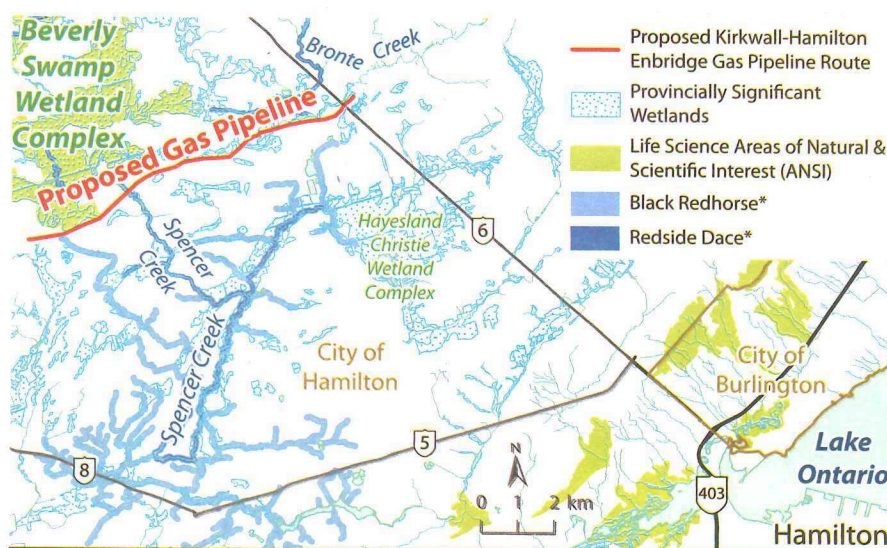 Beverly
Swamp
Wetland
Complex
Bronte Creek
Proposed Gas Pipeline
Spencer
Creek
Spencer Creek
Hayesland
Christie
Wetland
Complex
City of
Hamilton
City of
Burlington
Lake
Ontario
Hamilton
6
5
8
403
N
0 1 2 km
Proposed Kirkwall-Hamilton
Enbridge Gas Pipeline Route
Provincially Significant
Wetlands
Life Science Areas of Natural &
Scientific Interest (ANSI)
Black Redhorse*
Redside Dace*